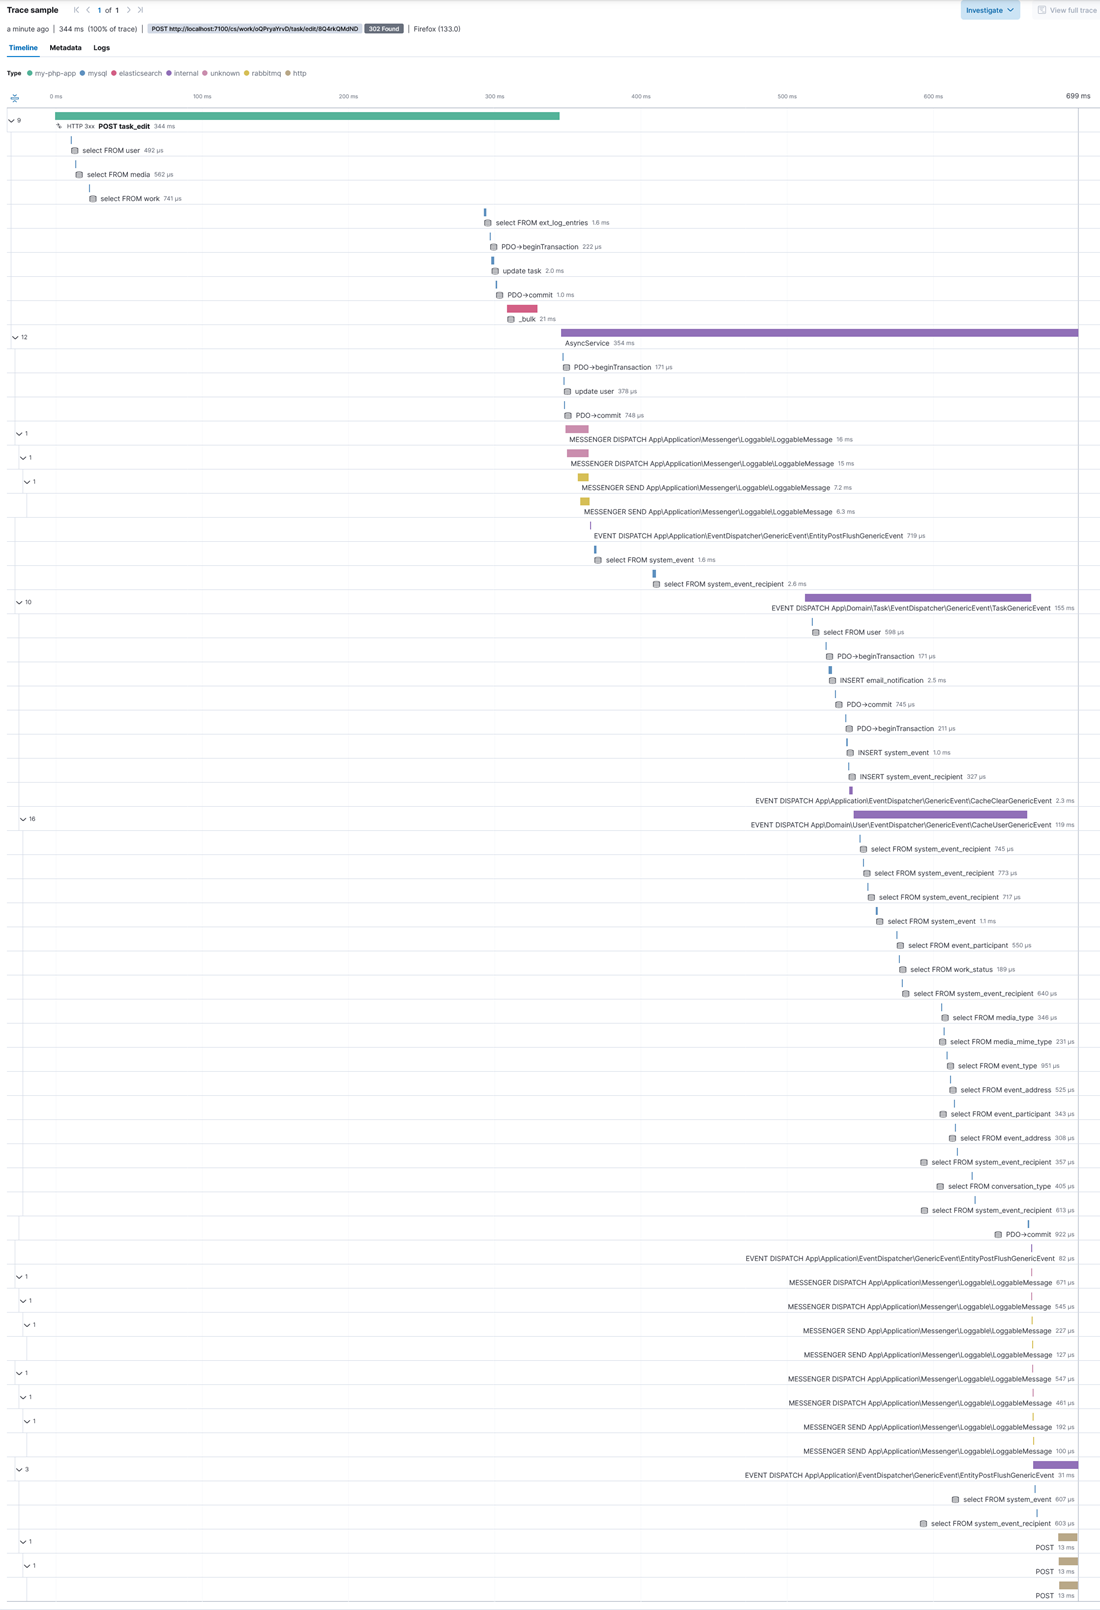 Trace sample 1 of 1 Investigate View full trace
a minute ago | 344 ms (100% of trace) | POST http://localhost:7100/cs/work/oQPryaYrvD/task/edit/8Q4rkQMdND 302 Found | Firefox (133.0)
Timeline Metadata Logs
Type my-php-app mysql elasticsearch internal unknown rabbitmq http
0 ms 100 ms 200 ms 300 ms 400 ms 500 ms 600 ms 699 ms
9
HTTP 3xx POST task_edit 344 ms
select FROM user 492 μs
select FROM media 562 μs
select FROM work 741 μs
select FROM ext_log_entries 1.6 ms
PDO->beginTransaction 222 μs
update task 2.0 ms
PDO->commit 1.0 ms
_bulk 21 ms
12
AsyncService 354 ms
PDO->beginTransaction 171 μs
update user 378 μs
PDO->commit 748 μs
1
MESSENGER DISPATCH App\Application\Messenger\Loggable\LoggableMessage 16 ms
1
MESSENGER DISPATCH App\Application\Messenger\Loggable\LoggableMessage 15 ms
1
MESSENGER SEND App\Application\Messenger\Loggable\LoggableMessage 7.2 ms
MESSENGER SEND App\Application\Messenger\Loggable\LoggableMessage 6.3 ms
EVENT DISPATCH App\Application\EventDispatcher\GenericEvent\EntityPostFlushGenericEvent 719 μs
select FROM system_event 1.6 ms
select FROM system_event_recipient 2.6 ms
10
EVENT DISPATCH App\Domain\Task\EventDispatcher\GenericEvent\TaskGenericEvent 155 ms
select FROM user 596 μs
PDO->beginTransaction 171 μs
INSERT email_notification 2.5 ms
PDO->commit 745 μs
PDO->beginTransaction 211 μs
INSERT system_event 1.0 ms
INSERT system_event_recipient 327 μs
EVENT DISPATCH App\Application\EventDispatcher\GenericEvent\CacheClearGenericEvent 2.3 ms
16
EVENT DISPATCH App\Domain\User\EventDispatcher\GenericEvent\CacheUserGenericEvent 119 ms
select FROM system_event_recipient 745 μs
select FROM system_event_recipient 773 μs
select FROM system_event_recipient 717 μs
select FROM system_event 1.1 ms
select FROM event_participant 550 μs
select FROM work_status 189 μs
select FROM system_event_recipient 640 μs
select FROM media_type 346 μs
select FROM media_mime_type 231 μs
select FROM event_type 951 μs
select FROM event_address 525 μs
select FROM event_participant 343 μs
select FROM event_address 308 μs
select FROM system_event_recipient 357 μs
select FROM conversation_type 405 μs
select FROM system_event_recipient 613 μs
PDO->commit 922 μs
EVENT DISPATCH App\Application\EventDispatcher\GenericEvent\EntityPostFlushGenericEvent 82 μs
1
MESSENGER DISPATCH App\Application\Messenger\Loggable\LoggableMessage 671 μs
1
MESSENGER DISPATCH App\Application\Messenger\Loggable\LoggableMessage 545 μs
1
MESSENGER SEND App\Application\Messenger\Loggable\LoggableMessage 227 μs
MESSENGER SEND App\Application\Messenger\Loggable\LoggableMessage 127 μs
1
MESSENGER DISPATCH App\Application\Messenger\Loggable\LoggableMessage 547 μs
1
MESSENGER DISPATCH App\Application\Messenger\Loggable\LoggableMessage 461 μs
1
MESSENGER SEND App\Application\Messenger\Loggable\LoggableMessage 192 μs
MESSENGER SEND App\Application\Messenger\Loggable\LoggableMessage 100 μs
3
EVENT DISPATCH App\Application\EventDispatcher\GenericEvent\EntityPostFlushGenericEvent 31 ms
select FROM system_event 607 μs
select FROM system_event_recipient 603 μs
1
POST 13 ms
1
POST 13 ms
POST 13 ms